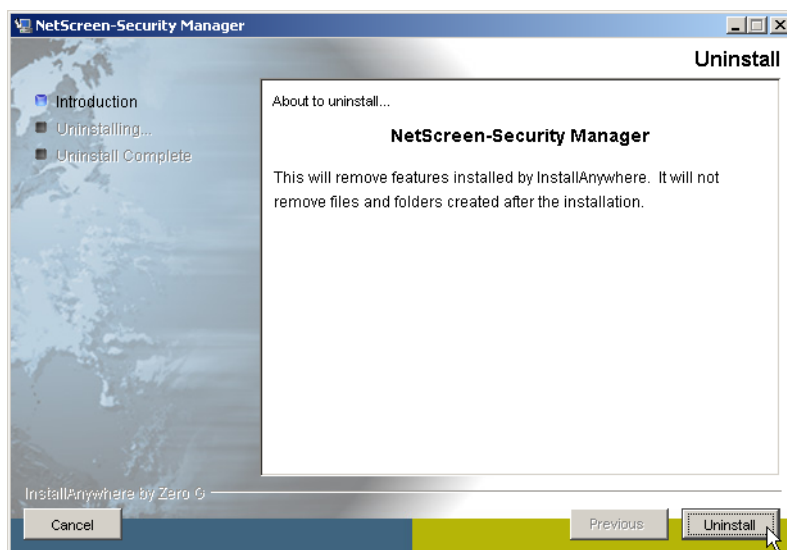 NetScreen-Security Manager
Uninstall
Introduction
Uninstalling...
Uninstall Complete
About to uninstall...
NetScreen-Security Manager
This will remove features installed by InstallAnywhere.  It will not
remove files and folders created after the installation.
InstallAnywhere by Zero G
Cancel
Previous
Uninstall